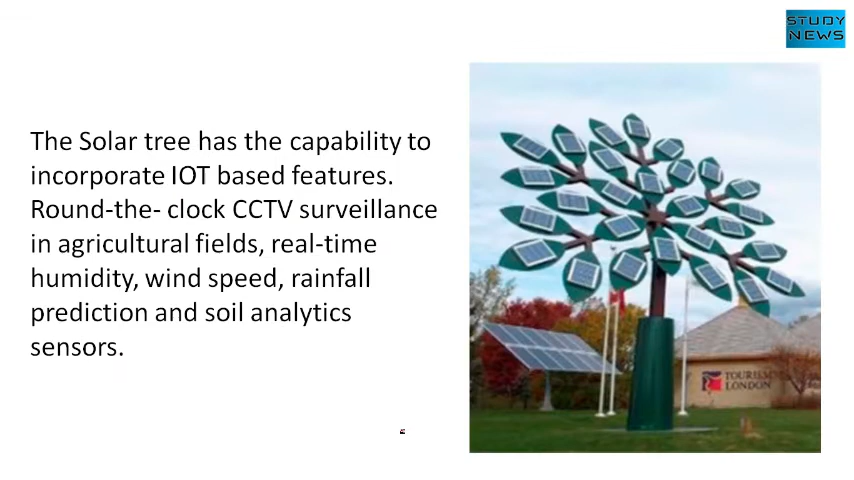 STUDY
NEWS
The Solar tree has the capability to
incorporate IOT based features.
Round-the- clock CCTV surveillance
in agricultural fields, real-time
humidity, wind speed, rainfall
prediction and soil analytics
sensors.
TOURISM
LONDON